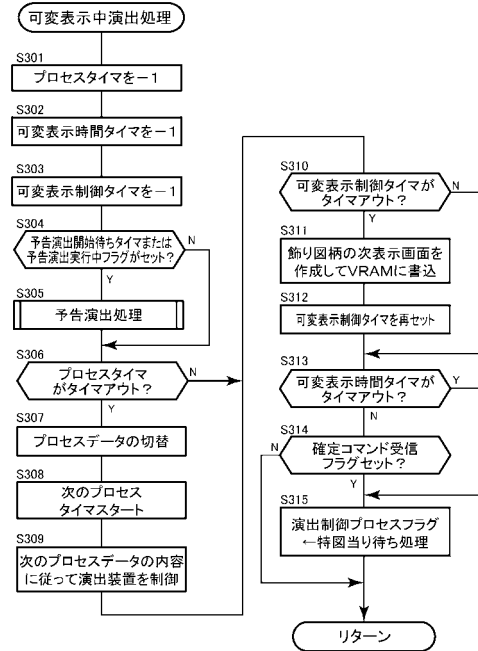 可変表示中演出処理
S301
プロセスタイマを－1
S302
可変表示時間タイマを－1
S303
可変表示制御タイマを－1
S304
予告演出開始待ちタイマまたは
予告演出実行中フラグがセット？
N
Y
S305
予告演出処理
S306
プロセスタイマ
がタイマアウト？
N
Y
S307
プロセスデータの切替
S308
次のプロセス
タイマスタート
S309
次のプロセスデータの内容
に従って演出装置を制御
S310
可変表示制御タイマが
タイマアウト？
N
Y
S311
飾り図柄の次表示画面を
作成してVRAMに書込
S312
可変表示制御タイマを再セット
S313
可変表示時間タイマが
タイマアウト？
Y
N
S314
確定コマンド受信
フラグセット？
N
Y
S315
演出制御プロセスフラグ
←特図当り待ち処理
リターン